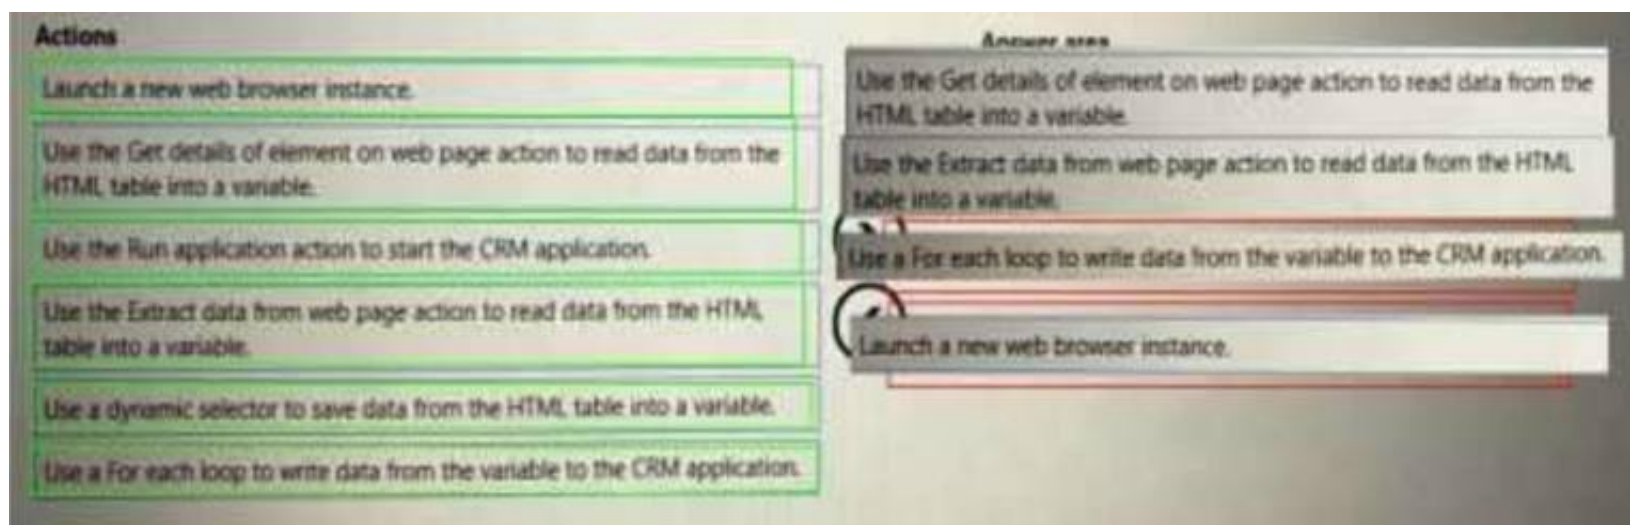 Actions
Launch a new web browser instance.
Use the Get details of element on web page action to read data from the
HTML table into a variable.
Use the Run application action to start the CRM application.
Use the Extract data from web page action to read data from the HTML
table into a variable.
Use a dynamic selector to save data from the HTML table into a variable.
Use a For each loop to write data from the variable to the CRM application.
Answer area
Use the Get details of element on web page action to read data from the
HTML table into a variable.
Use the Extract data from web page action to read data from the HTML
table into a variable.
Use a For each loop to write data from the variable to the CRM application.
Launch a new web browser instance.